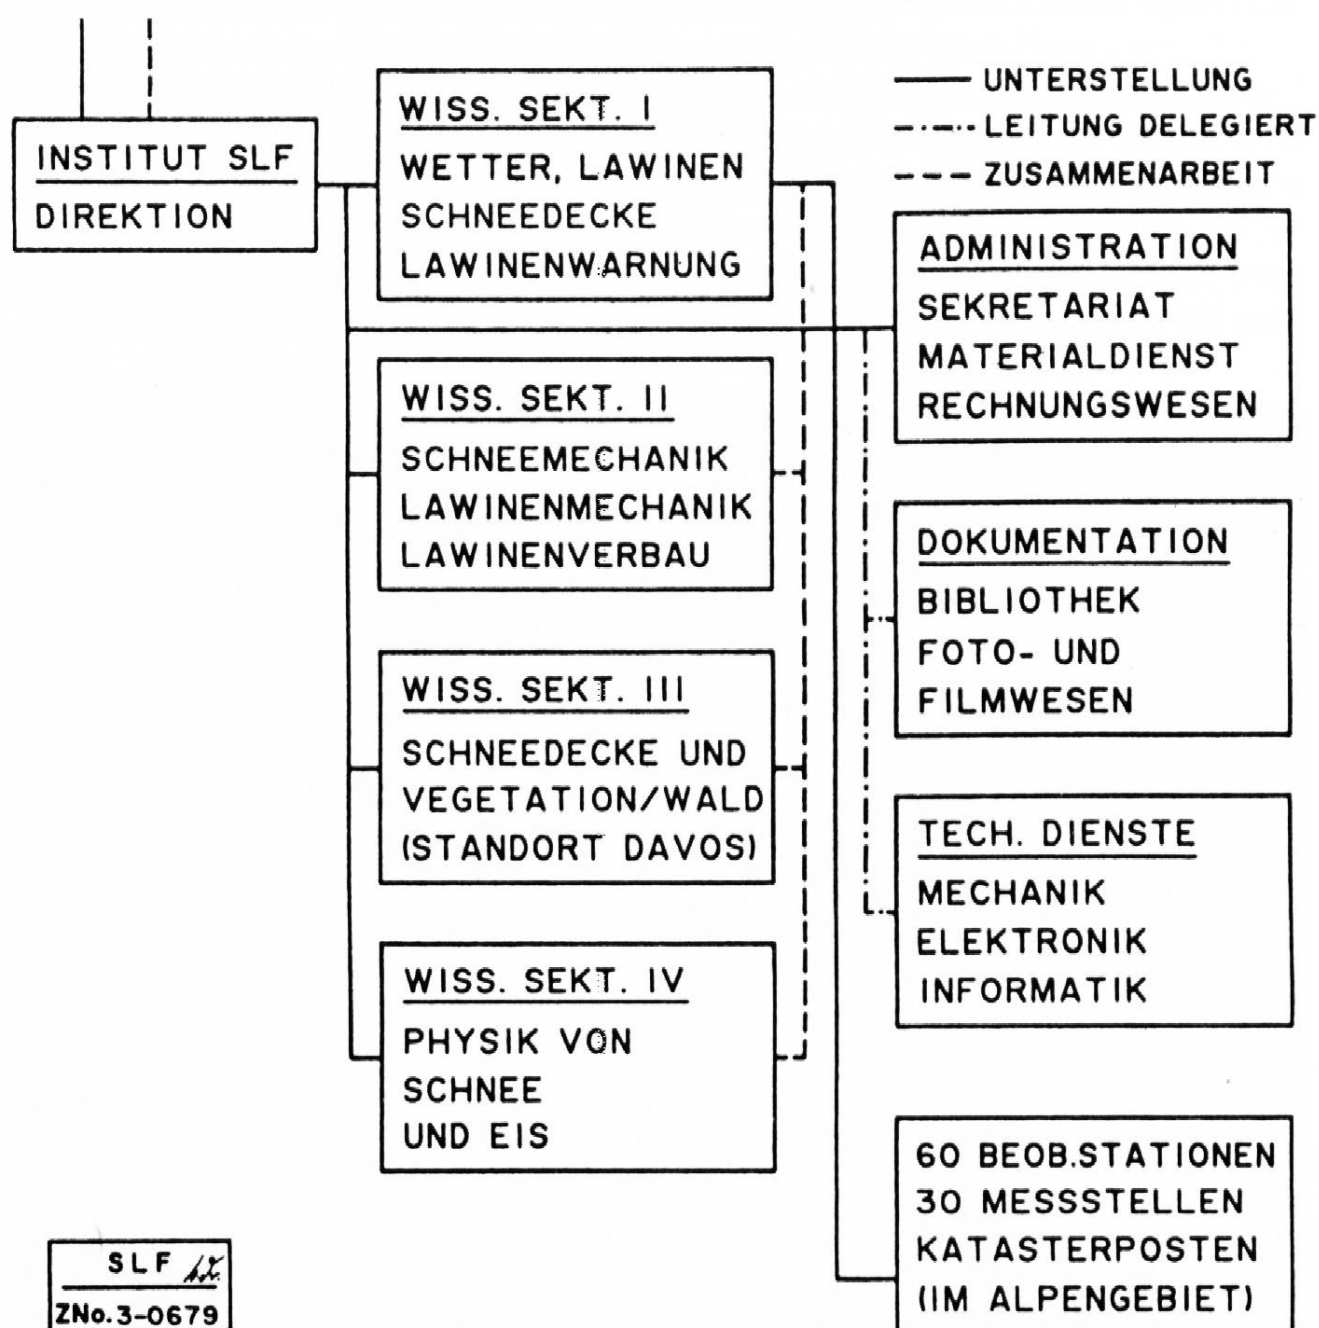 INSTITUT SLF
DIREKTION
WISS. SEKT. I
WETTER, LAWINEN
SCHNEEDECKE
LAWINENWARNUNG
WISS. SEKT. II
SCHNEEMECHANIK
LAWINENMECHANIK
LAWINENVERBAU
WISS. SEKT. III
SCHNEEDECKE UND
VEGETATION/WALD
(STANDORT DAVOS)
WISS. SEKT. IV
PHYSIK VON
SCHNEE
UND EIS
UNTERSTELLUNG
LEITUNG DELEGIERT
ZUSAMMENARBEIT
ADMINISTRATION
SEKRETARIAT
MATERIALDIENST
RECHNUNGSWESEN
DOKUMENTATION
BIBLIOTHEK
FOTO- UND
FILMWESEN
TECH. DIENSTE
MECHANIK
ELEKTRONIK
INFORMATIK
60 BEOB.STATIONEN
30 MESSSTELLEN
KATASTERPOSTEN
(IM ALPENGEBIET)
SLF
ZNo.3-0679